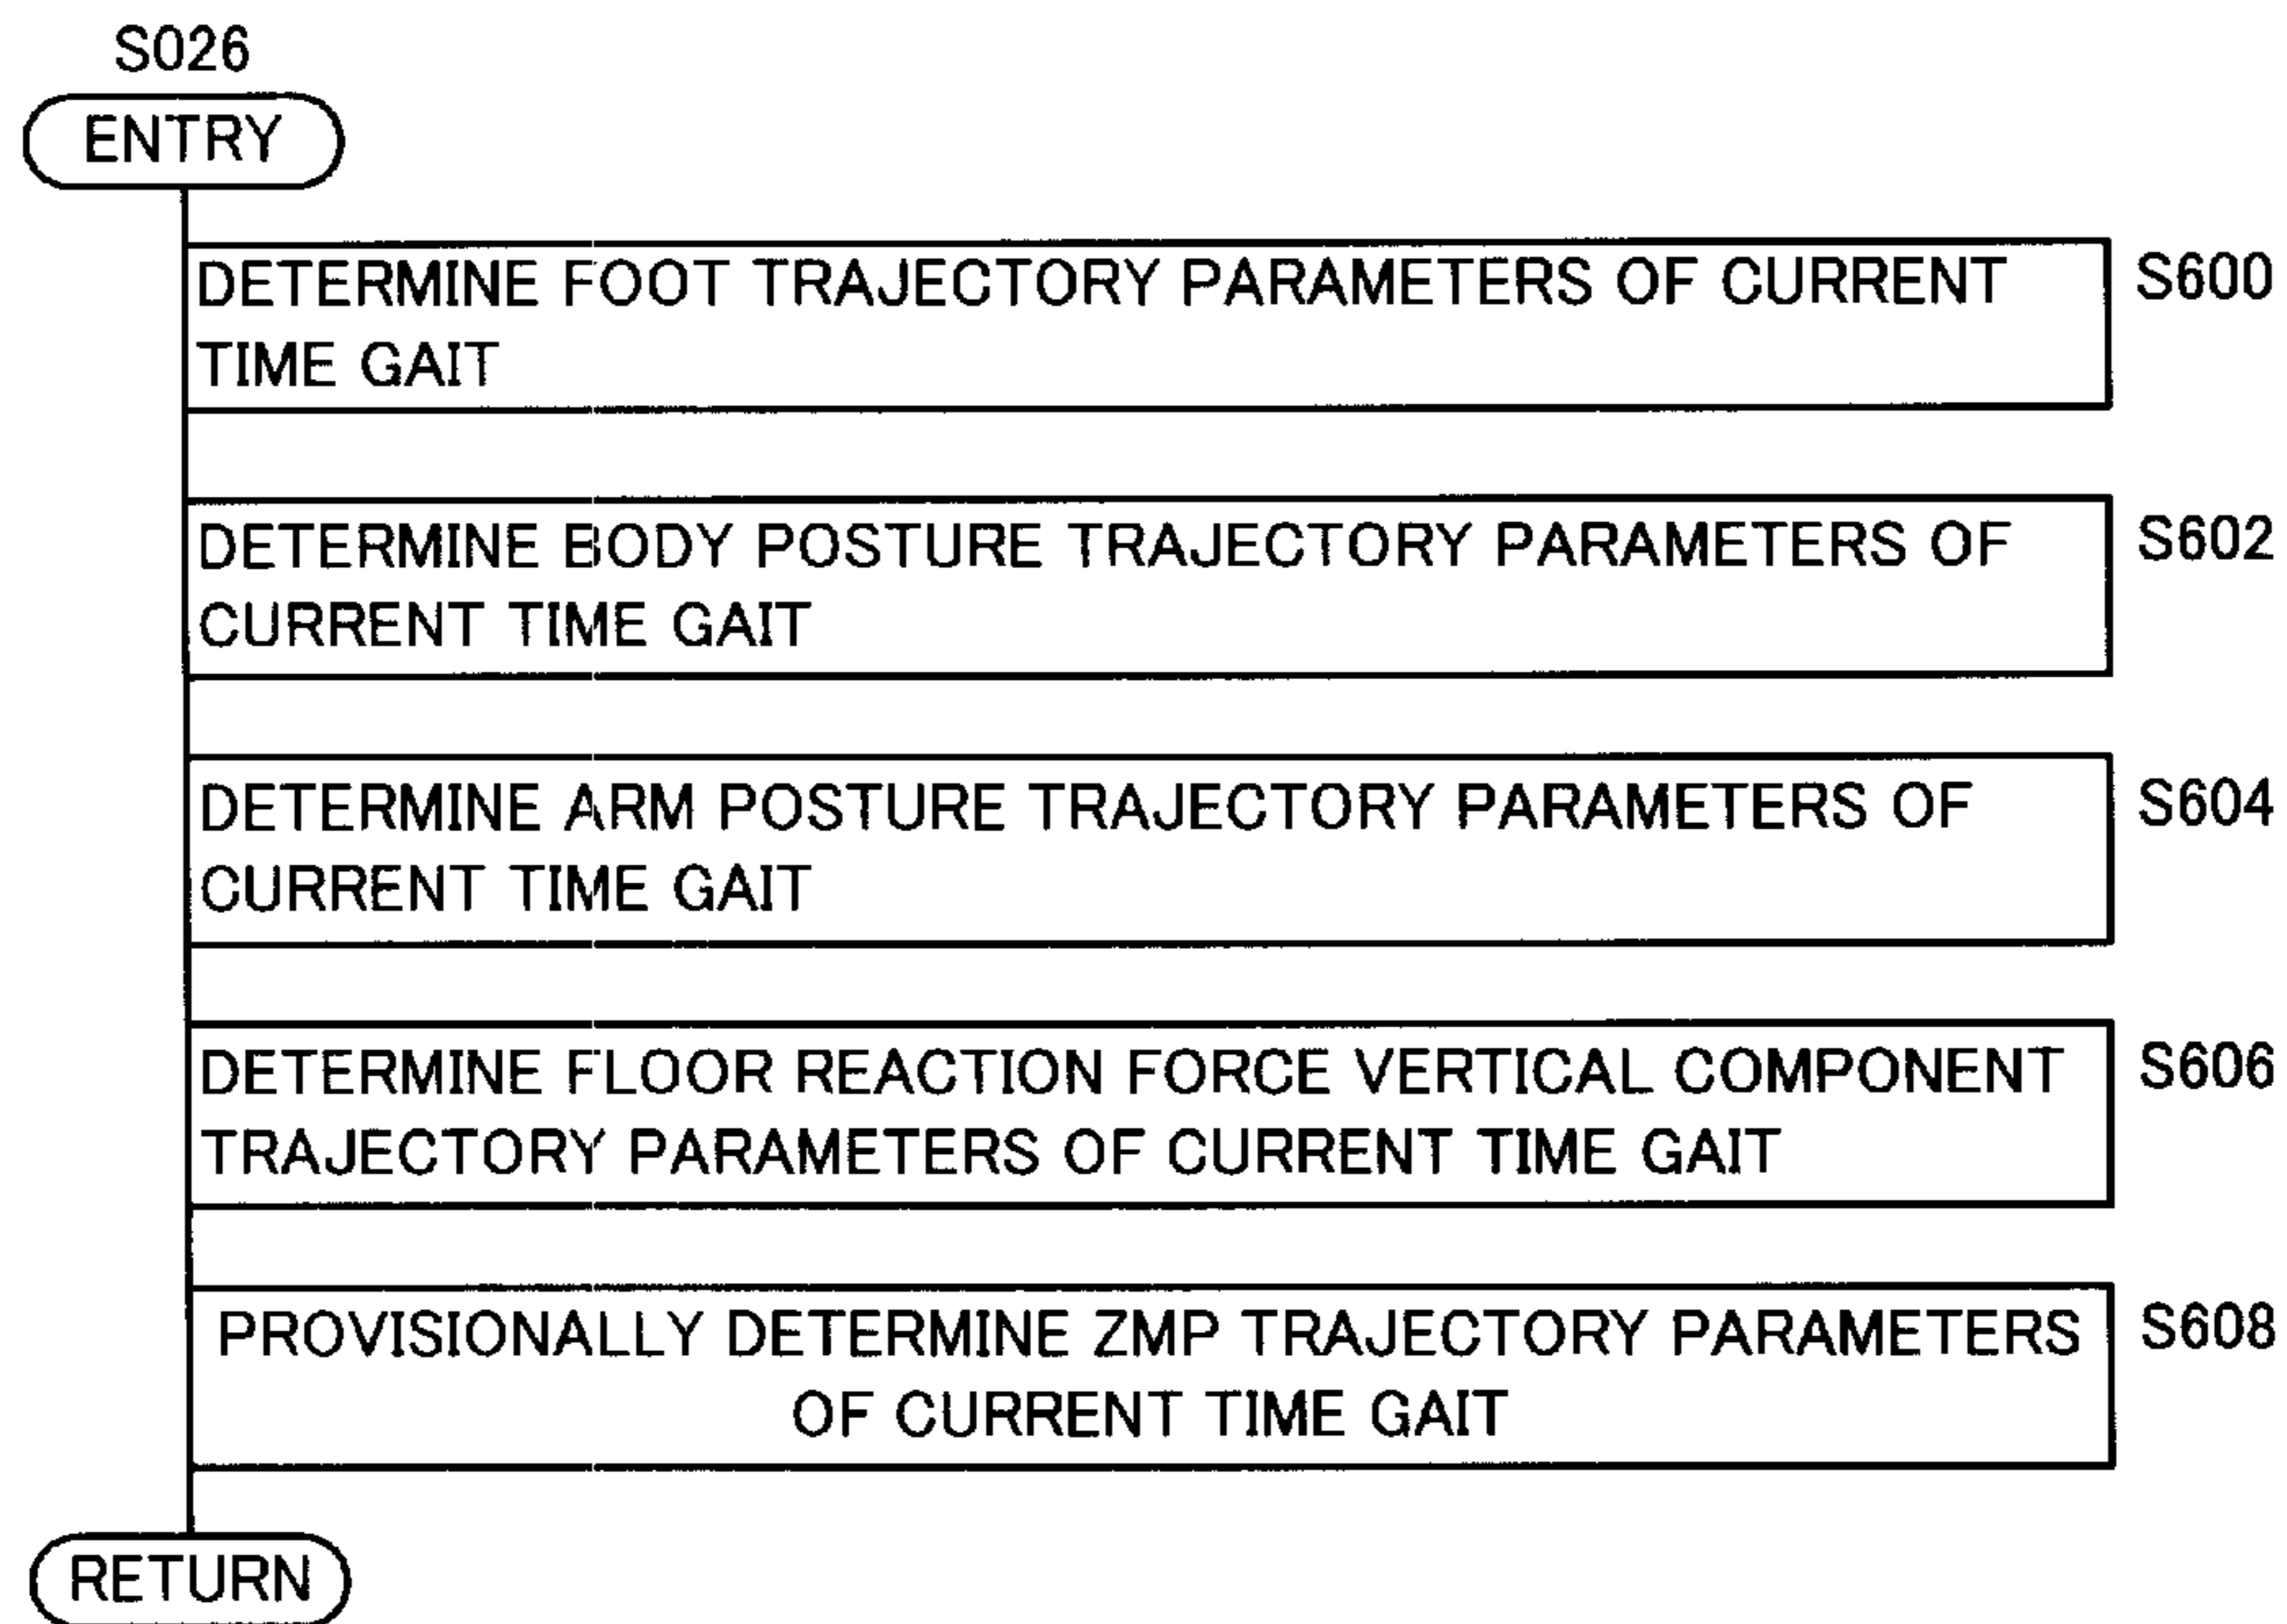 S026
ENTRY
DETERMINE FOOT TRAJECTORY PARAMETERS OF CURRENT
TIME GAIT
S600
DETERMINE BODY POSTURE TRAJECTORY PARAMETERS OF
CURRENT TIME GAIT
S602
DETERMINE ARM POSTURE TRAJECTORY PARAMETERS OF
CURRENT TIME GAIT
S604
DETERMINE FLOOR REACTION FORCE VERTICAL COMPONENT
TRAJECTORY PARAMETERS OF CURRENT TIME GAIT
S606
PROVISIONALLY DETERMINE ZMP TRAJECTORY PARAMETERS
OF CURRENT TIME GAIT
S608
RETURN